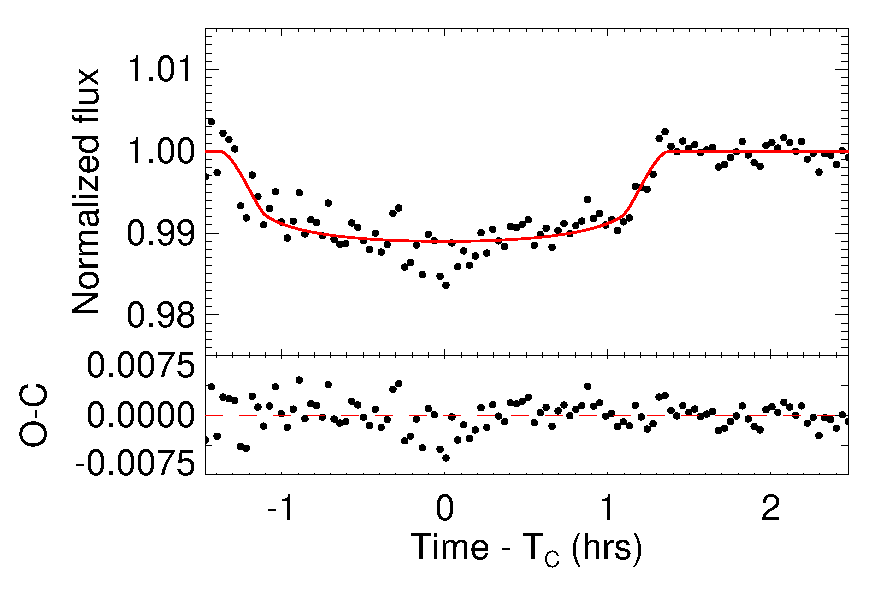 Normalized flux
1.01
1.00
0.99
0.98
O-C
0.0075
0.0000
-0.0075
-1 0 1 2
Time - T_C (hrs)